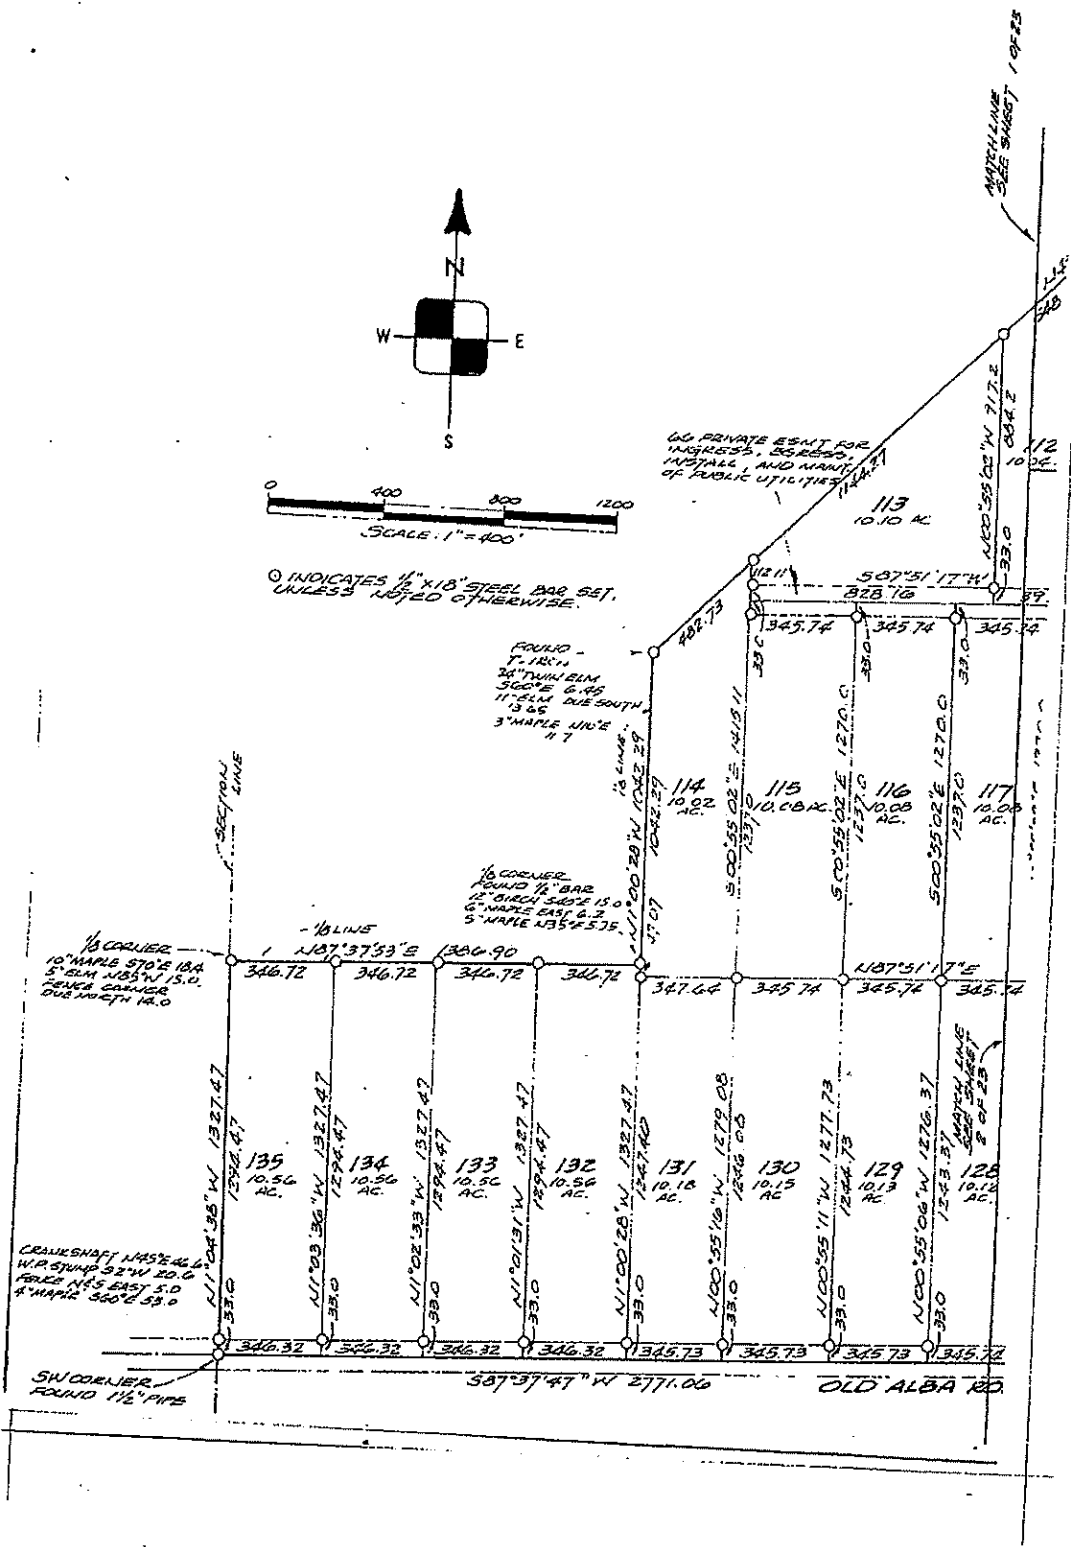 MATCH LINE
SEE SHEET 1 OF 23
N
W
E
S
0 400 800 1200
SCALE: 1"=400'
INDICATES 1/2"X18" STEEL BAR SET,
UNLESS NOTED OTHERWISE.
66 PRIVATE ESMT FOR
INGRESS, EGRESS,
INSTALL, AND MAINT.
OF PUBLIC UTILITIES
113
10.10 AC
112
N00°55'02"W 917.2
884.2
33.0
S87°51'17"W
828.16
482.73
345.74
345.74
345.74
33.0
33.0
FOUND
24" TWIN ELM
S60°E 6.45
11" ELM DUE SOUTH
13.65
3" MAPLE N10°E
11.7
1/8 LINE
N1°00'28"W 1042.29
1042.29
47.07
114
10.02
AC.
S00°55'02"E 1415.11
1237.0
115
10.08 AC.
S00°55'02"E 1270.0
1237.0
116
10.08
AC.
S00°55'02"E 1270.0
1237.0
117
10.08
AC.
SECTION
LINE
1/8 CORNER
FOUND 1/2" BAR
12" BIRCH S40°E 15.0
6" MAPLE EAST 6.2
5" MAPLE N35°E 5.75
1/8 CORNER
10" MAPLE S70°E 18.4
5" ELM N85°W 15.0
FENCE CORNER
DUE NORTH 14.0
1/8 LINE
N87°37'53"E 1386.90
346.72
346.72
346.72
346.72
347.64
345.74
N87°51'17"E
345.74
345.74
N1°04'38"W 1327.47
1294.47
135
10.56
AC.
N1°03'36"W 1327.47
1294.47
134
10.56
AC.
N1°02'33"W 1327.47
1294.47
133
10.56
AC.
N1°01'31"W 1327.47
1294.47
132
10.56
AC.
N1°00'28"W 1327.47
1247.40
131
10.18
AC.
N00°55'16"W 1279.08
1246.08
130
10.15
AC
N00°55'11"W 1277.73
1244.73
129
10.13
AC
N00°55'06"W 1276.37
1243.37
128
10.12
AC
MATCH LINE
SEE SHEET
2 OF 23
CRANKSHAFT N45°E 46.6
W.P. STUMP S2°W 20.6
FENCE N&S EAST 5.0
4" MAPLE S60°E 53.0
33.0
33.0
33.0
33.0
33.0
33.0
33.0
33.0
346.32
346.32
346.32
346.32
345.73
345.73
345.73
345.74
SW CORNER
FOUND 1 1/2" PIPE
S87°37'47"W 2771.06
OLD ALBA RD.